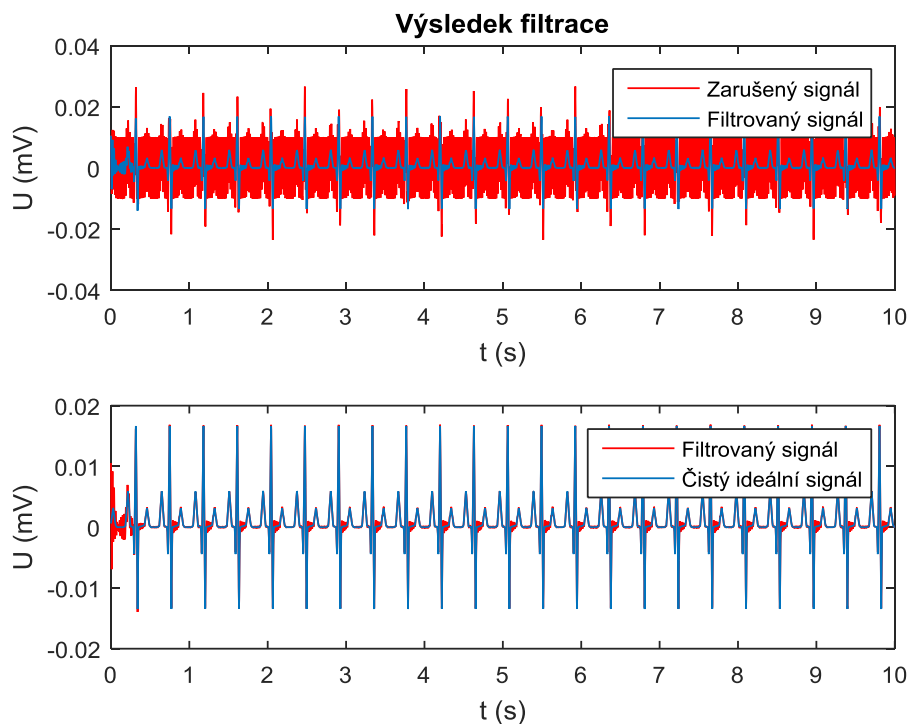 Výsledek filtrace
0.04
0.02
0
-0.02
-0.04
U (mV)
Zarušený signál
Filtrovaný signál
0 1 2 3 4 5 6 7 8 9 10
t (s)
0.02
0.01
0
-0.01
-0.02
U (mV)
Filtrovaný signál
Čistý ideální signál
0 1 2 3 4 5 6 7 8 9 10
t (s)